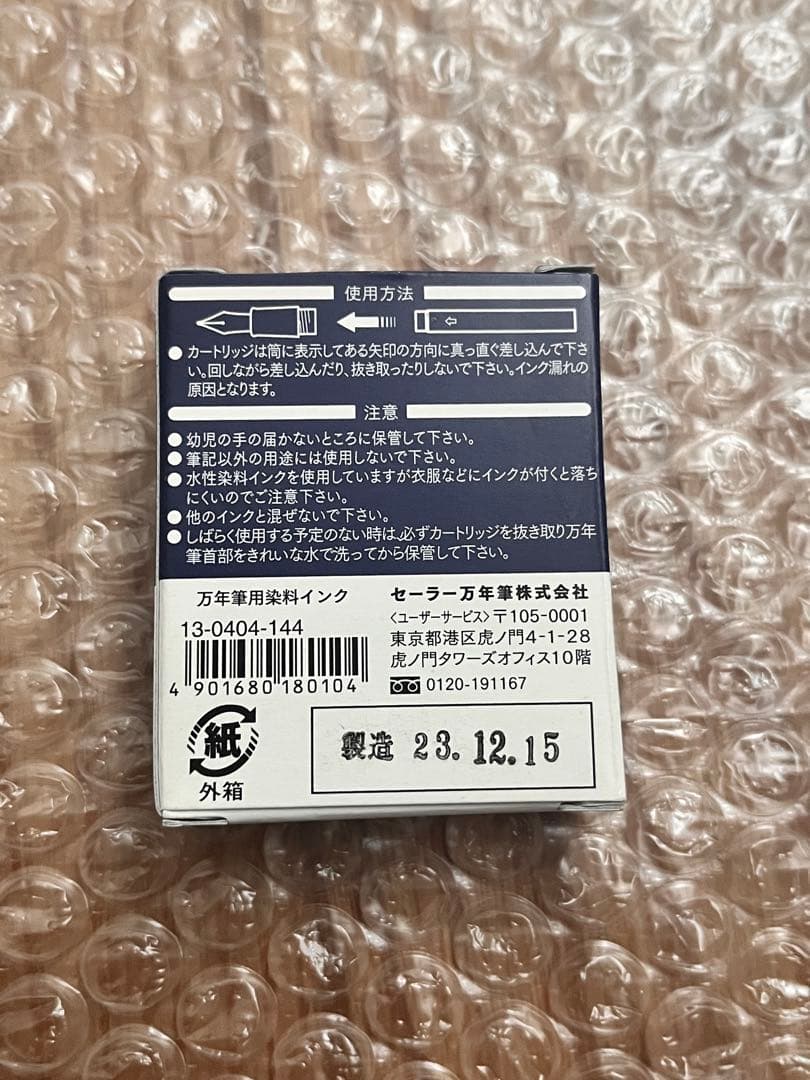 使用方法
●カートリッジは筒に表示してある矢印の方向に真っ直ぐ差し込んで下さ
い。回しながら差し込んだり、抜き取ったりしないで下さい。インク漏れの
原因となります。
注意
●幼児の手の届かないところに保管して下さい。
●筆記以外の用途には使用しないで下さい。
●水性染料インクを使用していますが衣服などにインクが付くと落ち
にくいのでご注意下さい。
●他のインクと混ぜないで下さい。
●しばらく使用する予定のない時は、必ずカートリッジを抜き取り万年
筆首部をきれいな水で洗ってから保管して下さい。
万年筆用染料インク
13-0404-144
4 901680 180104
セーラー万年筆株式会社
〈ユーザーサービス〉〒105-0001
東京都港区虎ノ門4-1-28
虎ノ門タワーズオフィス10階
0120-191167
紙
外箱
製造 23.12.15